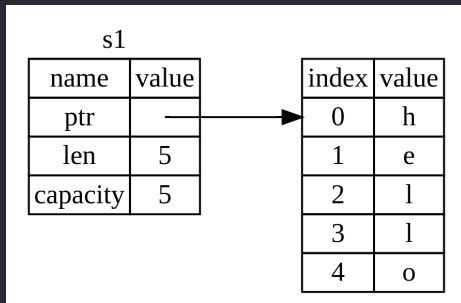 s1
name value
ptr
len 5
capacity 5
index value
0 h
1 e
2 l
3 l
4 o